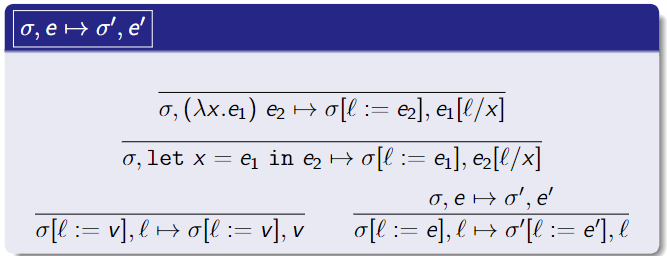 σ, e ↦ σ′, e′
σ, (λx.e₁) e₂ ↦ σ[ℓ := e₂], e₁[ℓ/x]
σ, let x = e₁ in e₂ ↦ σ[ℓ := e₁], e₂[ℓ/x]
σ, e ↦ σ′, e′
σ[ℓ := v], ℓ ↦ σ[ℓ := v], v
σ[ℓ := e], ℓ ↦ σ′[ℓ := e′], ℓ